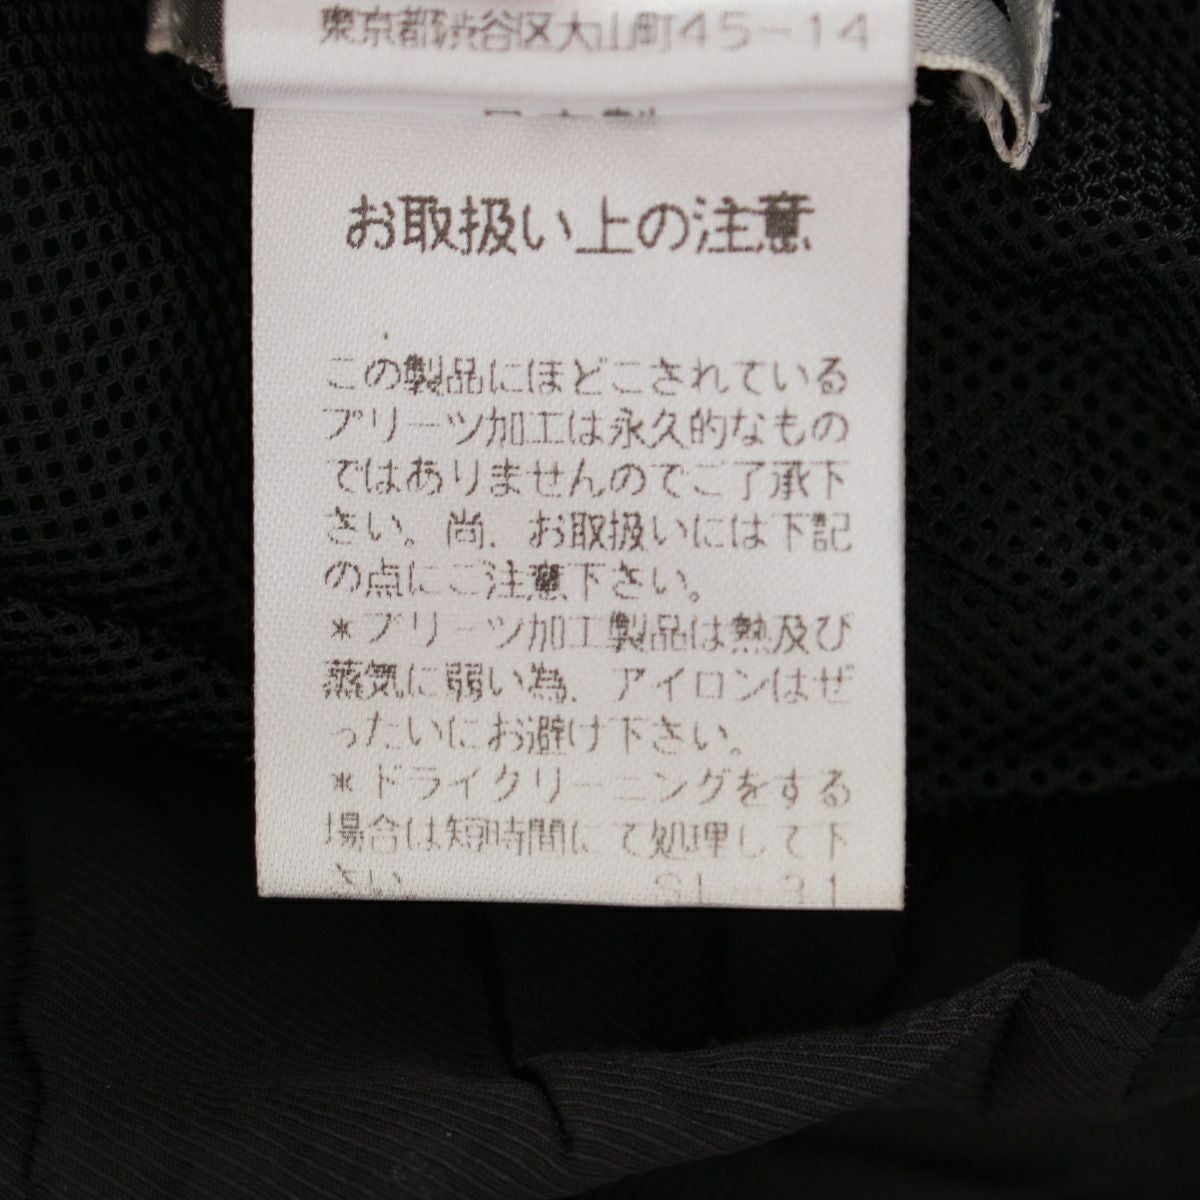 東京都渋谷区大山町45-14
お取扱い上の注意
この製品にほどこされている
プリーツ加工は永久的なもの
ではありませんのでご了承下
さい。尚、お取扱いには下記
の点にご注意下さい。
*プリーツ加工製品は熱及び
蒸気に弱い為、アイロンはぜ
ったいにお避け下さい。
*ドライクリーニングをする
場合は短時間にて処理して下
さい